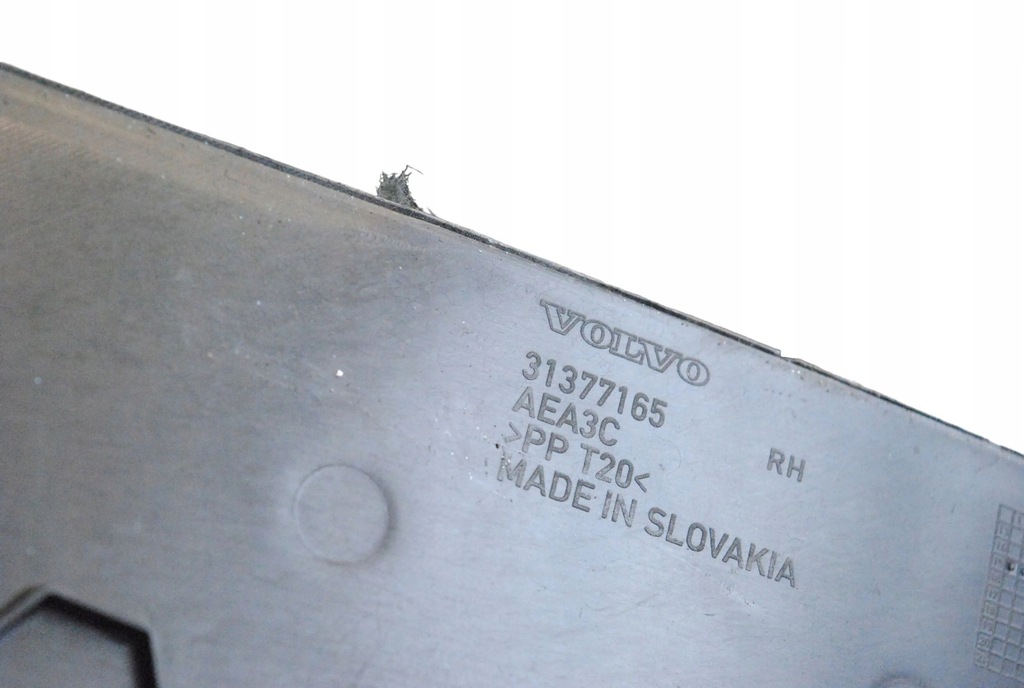 VOLVO
31377165
AEA3C
>PP T20<
MADE IN SLOVAKIA
RH